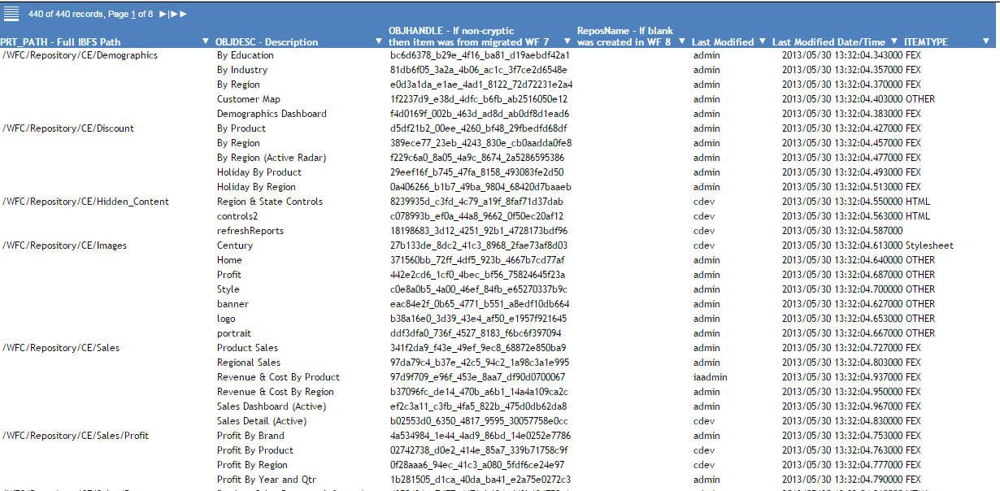 440 of 440 records, Page 1 of 8
PRT_PATH - Full IBFS Path OBJDESC - Description OBJHANDLE - If non-cryptic then item was from migrated WF 7 ReposName - If blank was created in WF 8 Last Modified Last Modified Date/Time ITEMTYPE
/WFC/Repository/CE/Demographics By Education bc6d6378_b29e_4f16_ba81_d19aebdf42a1 admin 2013/05/30 13:32:04.343000 FEX
By Industry 81db6f05_3a2a_4b06_ac1c_3f7ce2d6548e admin 2013/05/30 13:32:04.357000 FEX
By Region e0d3a1da_e1ae_4ad1_8122_72d72231e2a4 admin 2013/05/30 13:32:04.370000 FEX
Customer Map 1f2237d9_e38d_4dfc_b6fb_ab2516050e12 admin 2013/05/30 13:32:04.403000 OTHER
Demographics Dashboard f4d0169f_002b_463d_ad8d_ab0df8d1ead6 admin 2013/05/30 13:32:04.383000 FEX
/WFC/Repository/CE/Discount By Product d5df21b2_00ee_4260_bf48_29fbedfd68df admin 2013/05/30 13:32:04.427000 FEX
By Region 389ece77_23eb_4243_830e_cb0aadda0fe8 admin 2013/05/30 13:32:04.457000 FEX
By Region (Active Radar) f229c6a0_8a05_4a9c_8674_2a5286595386 admin 2013/05/30 13:32:04.477000 FEX
Holiday By Product 29eef16f_b745_47fa_8158_493083fe2d50 admin 2013/05/30 13:32:04.493000 FEX
Holiday By Region 0a406266_b1b7_49ba_9804_68420d7baaeb admin 2013/05/30 13:32:04.513000 FEX
/WFC/Repository/CE/Hidden_Content Region & State Controls 8239935d_c3fd_4c79_a19f_8faf71d37dab cdev 2013/05/30 13:32:04.550000 HTML
controls2 c078993b_ef0a_44a8_9662_0f50ec20af12 cdev 2013/05/30 13:32:04.563000 HTML
refreshReports 18198683_3d12_4251_92b1_4728173bdf96 cdev 2013/05/30 13:32:04.587000
/WFC/Repository/CE/Images Century 27b133de_8dc2_41c3_8968_2fae73af8d03 cdev 2013/05/30 13:32:04.613000 Stylesheet
Home 371560bb_72ff_4df5_923b_4667b7cd77af admin 2013/05/30 13:32:04.640000 OTHER
Profit 442e2cd6_1cf0_4bec_bf56_75824645f23a admin 2013/05/30 13:32:04.687000 OTHER
Style c0e8a0b5_4a00_46ef_84fb_e65270337b9c admin 2013/05/30 13:32:04.700000 OTHER
banner eac84e2f_0b65_4771_b551_a8edf10db664 admin 2013/05/30 13:32:04.627000 OTHER
logo b38a16e0_3d39_43e4_af50_e1957f921645 admin 2013/05/30 13:32:04.653000 OTHER
portrait ddf3dfa0_736f_4527_8183_f6bc6f397094 admin 2013/05/30 13:32:04.667000 OTHER
/WFC/Repository/CE/Sales Product Sales 341f2da9_f43e_49ef_9ec8_68872e850ba9 admin 2013/05/30 13:32:04.727000 FEX
Regional Sales 97da79c4_b37e_42c5_94c2_1a98c3a1e995 admin 2013/05/30 13:32:04.803000 FEX
Revenue & Cost By Product 97d9f709_e96f_453e_8aa7_df90d0700067 iaadmin 2013/05/30 13:32:04.937000 FEX
Revenue & Cost By Region b37096fc_de14_470b_a6b1_14a4a109ca2c admin 2013/05/30 13:32:04.950000 FEX
Sales Dashboard (Active) ef2c3a11_c3fb_4fa5_822b_475d0db62da8 admin 2013/05/30 13:32:04.967000 FEX
Sales Detail (Active) b02553d0_6350_4817_9595_30057758e0cc cdev 2013/05/30 13:32:04.830000 FEX
/WFC/Repository/CE/Sales/Profit Profit By Brand 4a534984_1e44_4ad9_86bd_14e0252e7786 admin 2013/05/30 13:32:04.753000 FEX
Profit By Product 02742738_d0e2_414e_85a7_339b71758c9f cdev 2013/05/30 13:32:04.763000 FEX
Profit By Region 0f28aaa6_94ec_41c3_a080_5fdf6ce24e97 cdev 2013/05/30 13:32:04.777000 FEX
Profit By Year and Qtr 1b281505_d1ca_40da_ba41_e2a75e0272c3 admin 2013/05/30 13:32:04.790000 FEX